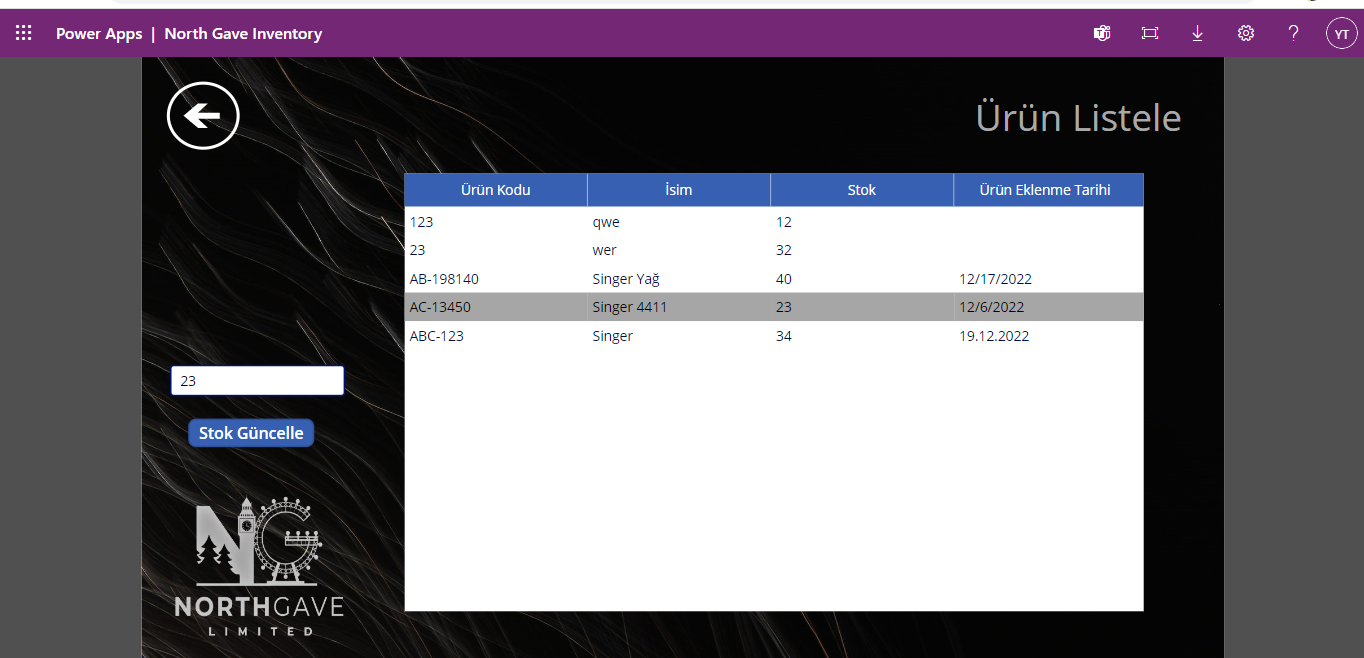 Power Apps | North Gave Inventory
YT
Ürün Listele
Ürün Kodu İsim Stok Ürün Eklenme Tarihi
123 qwe 12
23 wer 32
AB-198140 Singer Yağ 40 12/17/2022
AC-13450 Singer 4411 23 12/6/2022
ABC-123 Singer 34 19.12.2022
23
Stok Güncelle
NG
NORTHGAVE
LIMITED